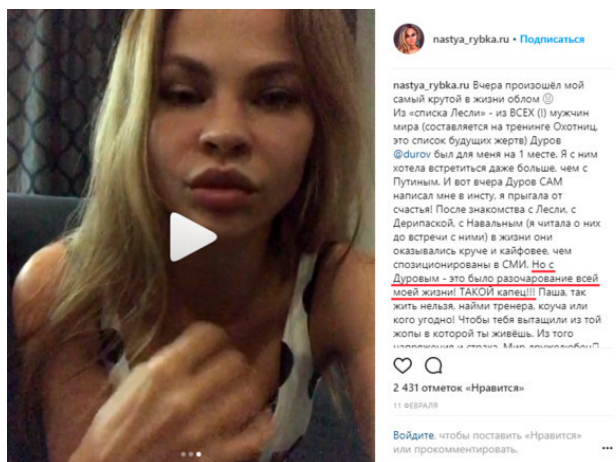 nastya_rybka.ru • Подписаться
nastya_rybka.ru Вчера произошёл мой
самый крутой в жизни облом
Из «списка Лесли» - из ВСЕХ (!) мужчин
мира (составляется на тренинге Охотниц,
это список будущих жертв) Дуров
@durov был для меня на 1 месте. Я с ним
хотела встретиться даже больше, чем с
Путиным. И вот вчера Дуров САМ
написал мне в инсту, я прыгала от
счастья! После знакомства с Лесли, с
Дерипаской, с Навальным (я читала о них
до встречи с ними) в жизни они
оказывались круче и кайфовее, чем
спозиционированы в СМИ. Но с
Дуровым - это было разочарование всей
моей жизни! ТАКОЙ капец!!! Паша, так
жить нельзя, найми тренера, коуча или
кого угодно! Чтобы тебя вытащили из той
жопы в которой ты живёшь. Из того
напряжения и страха. Мир дружелюбен
2 431 отметок «Нравится»
11 ФЕВРАЛЯ
Войдите, чтобы поставить «Нравится»
или прокомментировать.